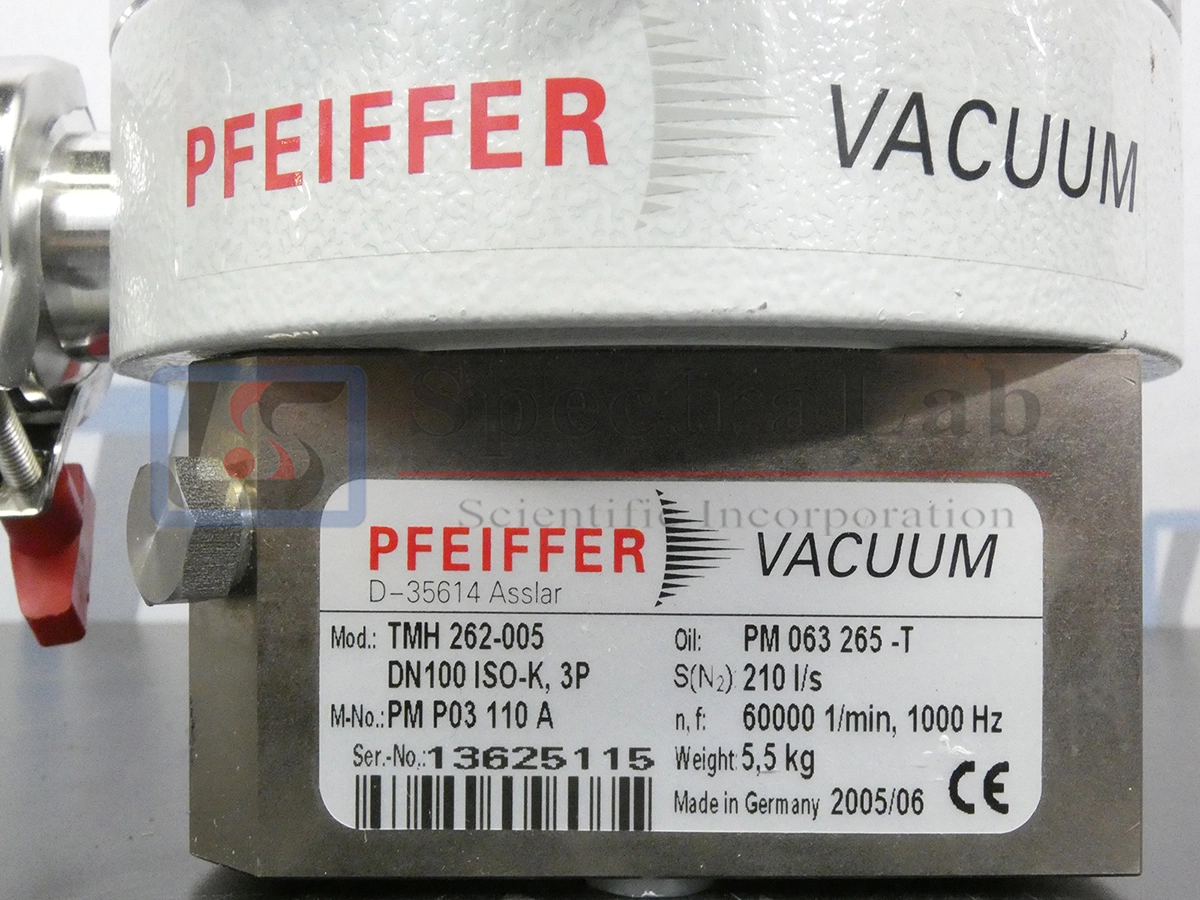 PFEIFFER VACUUM
SpectraLab
Scientific Incorporation
PFEIFFER VACUUM
D-35614 Asslar
Mod.: TMH 262-005
DN100 ISO-K, 3P
M-No.: PM P03 110 A
Ser.-No.: 13625115
Oil: PM 063 265 -T
S(N₂): 210 l/s
n, f: 60000 1/min, 1000 Hz
Weight: 5,5 kg
Made in Germany 2005/06 CE